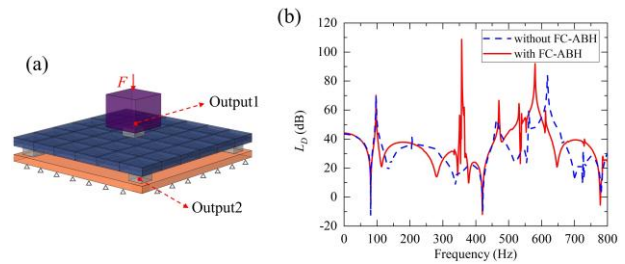 (a)
F
Output1
Output2
(b)
120
100
80
60
40
20
0
-20
L_D (dB)
without FC-ABH
with FC-ABH
0 100 200 300 400 500 600 700 800
Frequency (Hz)